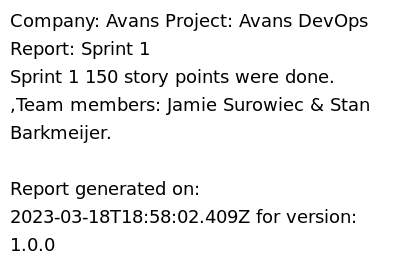 Company: Avans Project: Avans DevOps
Report: Sprint 1
Sprint 1 150 story points were done.
,Team members: Jamie Surowiec & Stan
Barkmeijer.

Report generated on:
2023-03-18T18:58:02.409Z for version:
1.0.0